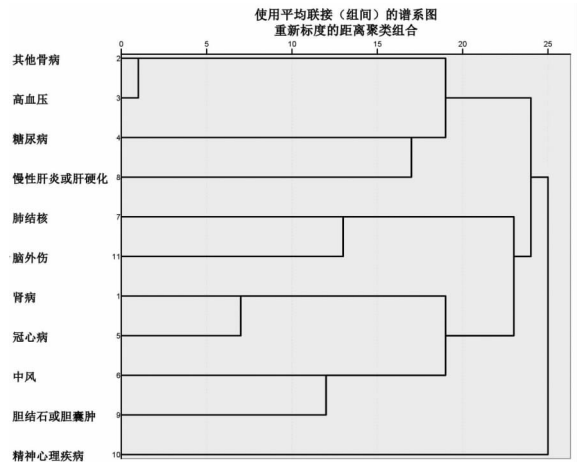 使用平均联接（组间）的谱系图
重新标度的距离聚类组合
0 5 10 15 20 25
其他骨病 2
高血压 3
糖尿病 4
慢性肝炎或肝硬化 8
肺结核 7
脑外伤 11
肾病 1
冠心病 5
中风 6
胆结石或胆囊肿 9
精神心理疾病 10